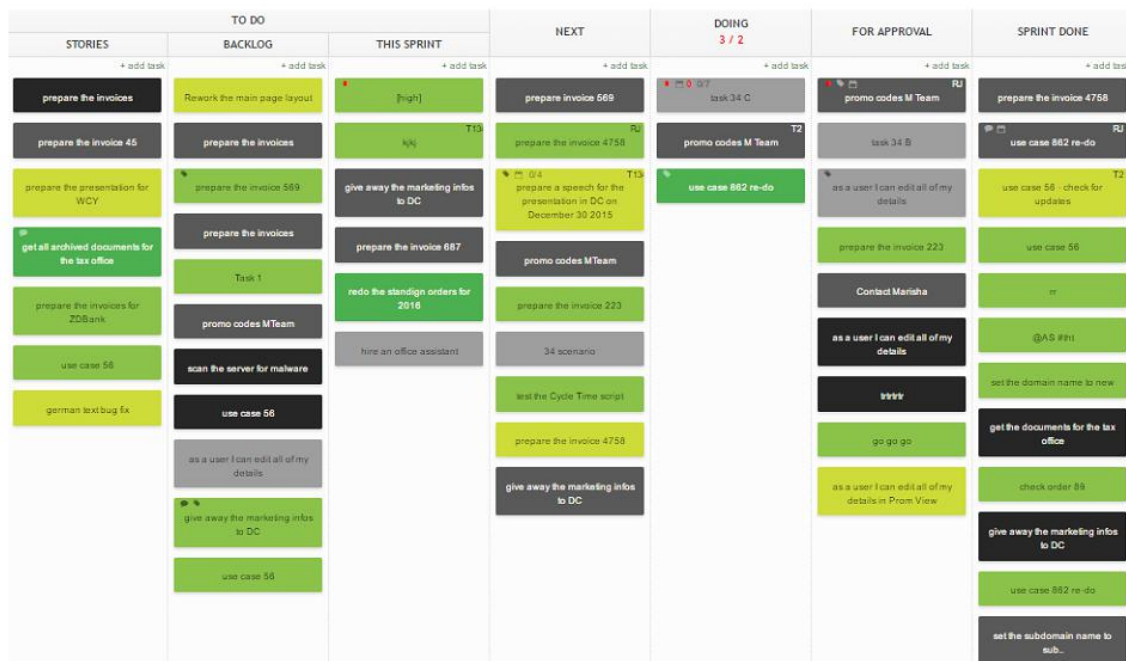 TO DO
STORIES
+ add task
prepare the invoices
prepare the invoice 45
prepare the presentation for
WCY
get all archived documents for
the tax office
prepare the invoices for
ZDBank
use case 56
german text bug fix
BACKLOG
+ add task
Rework the main page layout
prepare the invoices
prepare the invoice 569
prepare the invoices
Task 1
promo codes MTeam
scan the server for malware
use case 56
as a user I can edit all of my
details
give away the marketing infos
to DC
use case 56
THIS SPRINT
+ add task
[high]
T13
kjkj
give away the marketing infos
to DC
prepare the invoice 687
redo the standign orders for
2016
hire an office assistant
NEXT
+ add task
prepare invoice 569
RJ
prepare the invoice 4758
0/4 T13
prepare a speech for the
presentation in DC on
December 30 2015
promo codes MTeam
prepare the invoice 223
34 scenario
test the Cycle Time script
prepare the invoice 4758
give away the marketing infos
to DC
DOING
3 / 2
+ add task
0 0/7
task 34 C
T2
promo codes M Team
use case 862 re-do
FOR APPROVAL
+ add task
RJ
promo codes M Team
task 34 B
as a user I can edit all of my
details
prepare the invoice 223
Contact Marisha
as a user I can edit all of my
details
go go go
as a user I can edit all of my
details in Prom View
SPRINT DONE
+ add tas
prepare the invoice 4758
RJ
use case 862 re-do
T2
use case 56 - check for
updates
use case 56
rr
@AS
set the domain name to new
get the documents for the tax
office
check order 89
give away the marketing infos
to DC
use case 862 re-do
set the subdomain name to
sub..